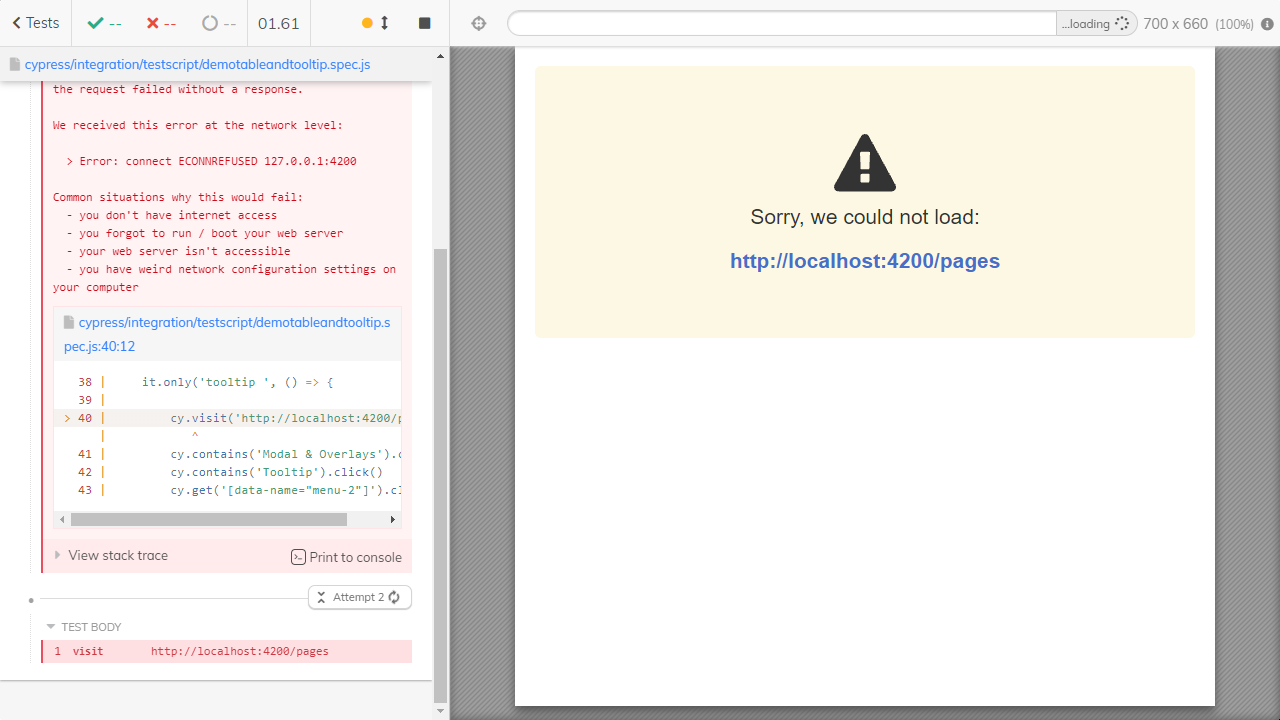 Tests
--
--
--
01.61
...loading
700 x 660 (100%)
cypress/integration/testscript/demotableandtooltip.spec.js
the request failed without a response.
We received this error at the network level:
> Error: connect ECONNREFUSED 127.0.0.1:4200
Common situations why this would fail:
- you don't have internet access
- you forgot to run / boot your web server
- your web server isn't accessible
- you have weird network configuration settings on
your computer
cypress/integration/testscript/demotableandtooltip.s
pec.js:40:12
38 | it.only('tooltip ', () => {
39 |
> 40 | cy.visit('http://localhost:4200/p
| ^
41 | cy.contains('Modal & Overlays').c
42 | cy.contains('Tooltip').click()
43 | cy.get('[data-name="menu-2"]').cl
View stack trace
Print to console
Attempt 2
TEST BODY
1 visit http://localhost:4200/pages
Sorry, we could not load:
http://localhost:4200/pages